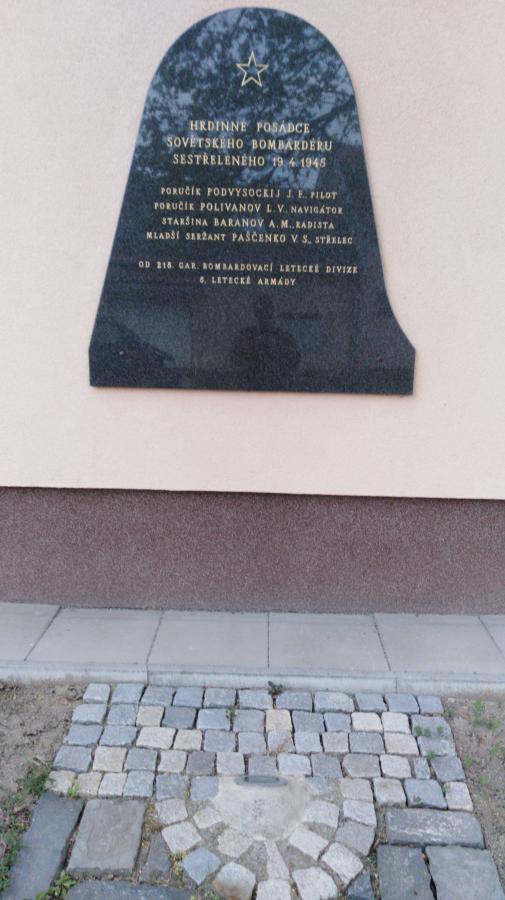 HRDINNÉ POSÁDCE
SOVĚTSKÉHO BOMBARDÉRU
SESTŘELENÉHO 19.4.1945
PORUČÍK PODVYSOCKIJ J. F., PILOT
PORUČÍK POLIVANOV L. V. NAVIGÁTOR
STARŠINA BARANOV A. M., RADISTA
MLADŠÍ SERŽANT PAŠČENKO V. S., STŘELEC
OD 218. GAR. BOMBARDOVACÍ LETECKÉ DIVIZE
5. LETECKÉ ARMÁDY